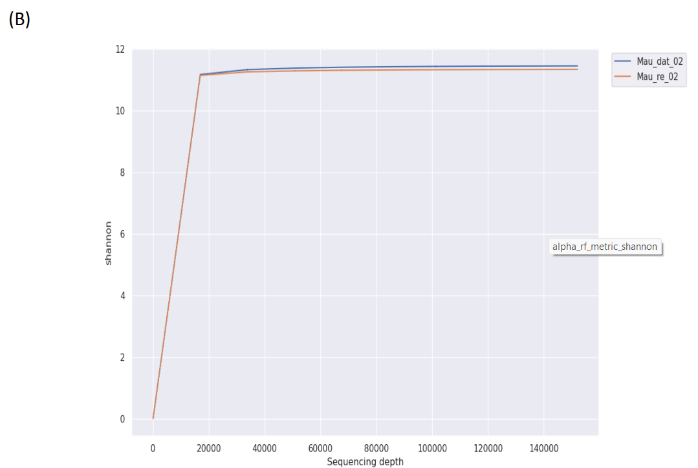 (B)
12
10
8
6
4
2
0
shannon
Mau_dat_02
Mau_re_02
alpha_rf_metric_shannon
0 20000 40000 60000 80000 100000 120000 140000
Sequencing depth